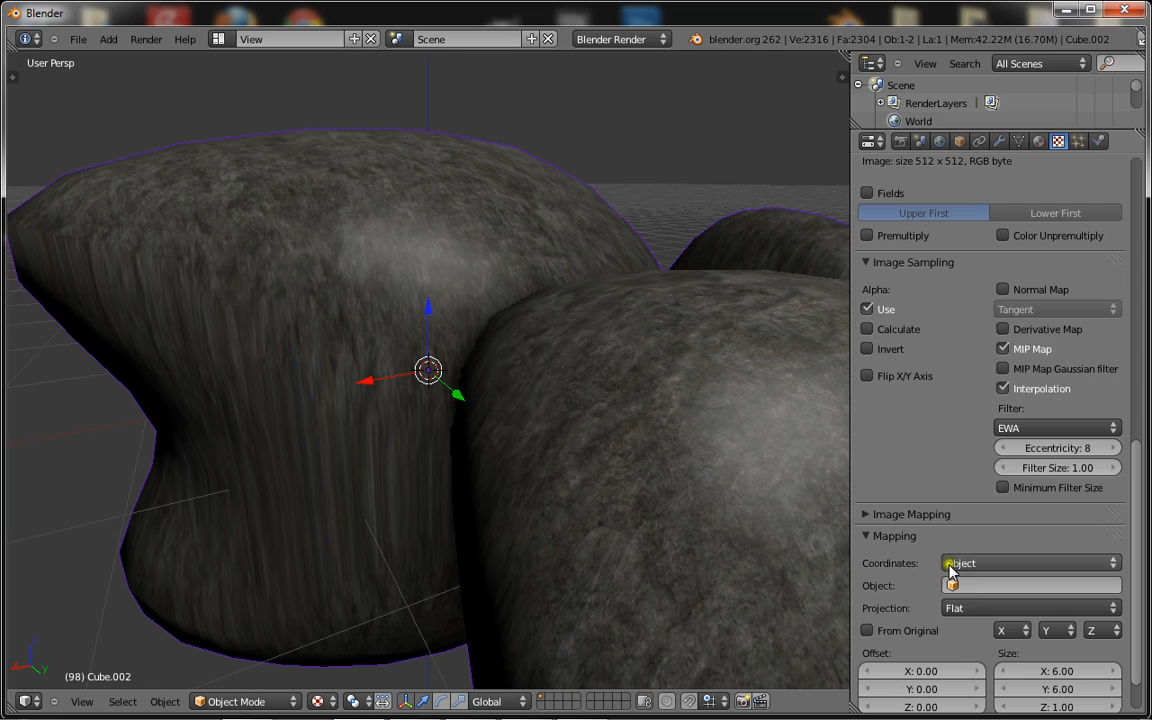 Blender
File Add Render Help View Scene Blender Render blender.org 262 | Ve:2316 | Fa:2304 | Ob:1-2 | La:1 | Mem:42.22M (16.70M) | Cube.002
User Persp
View Search All Scenes
Scene
RenderLayers
World
Image: size 512 x 512, RGB byte
Fields
Upper First Lower First
Premultiply Color Unpremultiply
Image Sampling
Alpha: Normal Map
Use Tangent
Calculate Derivative Map
Invert MIP Map
MIP Map Gaussian filter
Flip X/Y Axis
Interpolation
Filter:
EWA
Eccentricity: 8
Filter Size: 1.00
Minimum Filter Size
Image Mapping
Mapping
Coordinates: Object
Object:
Projection: Flat
From Original X Y Z
Offset: Size:
X: 0.00 X: 6.00
Y: 0.00 Y: 6.00
Z: 0.00 Z: 1.00
(98) Cube.002
View Select Object Object Mode Global